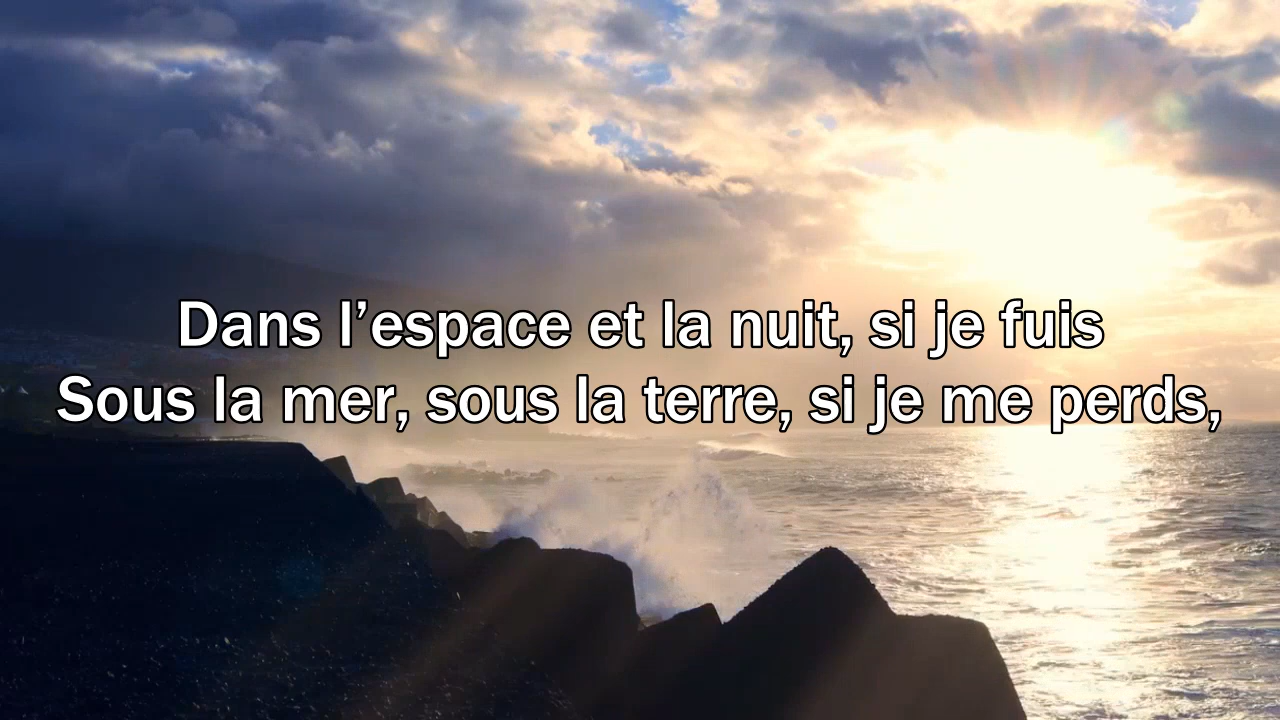 Dans l’espace et la nuit, si je fuis
Sous la mer, sous la terre, si je me perds,